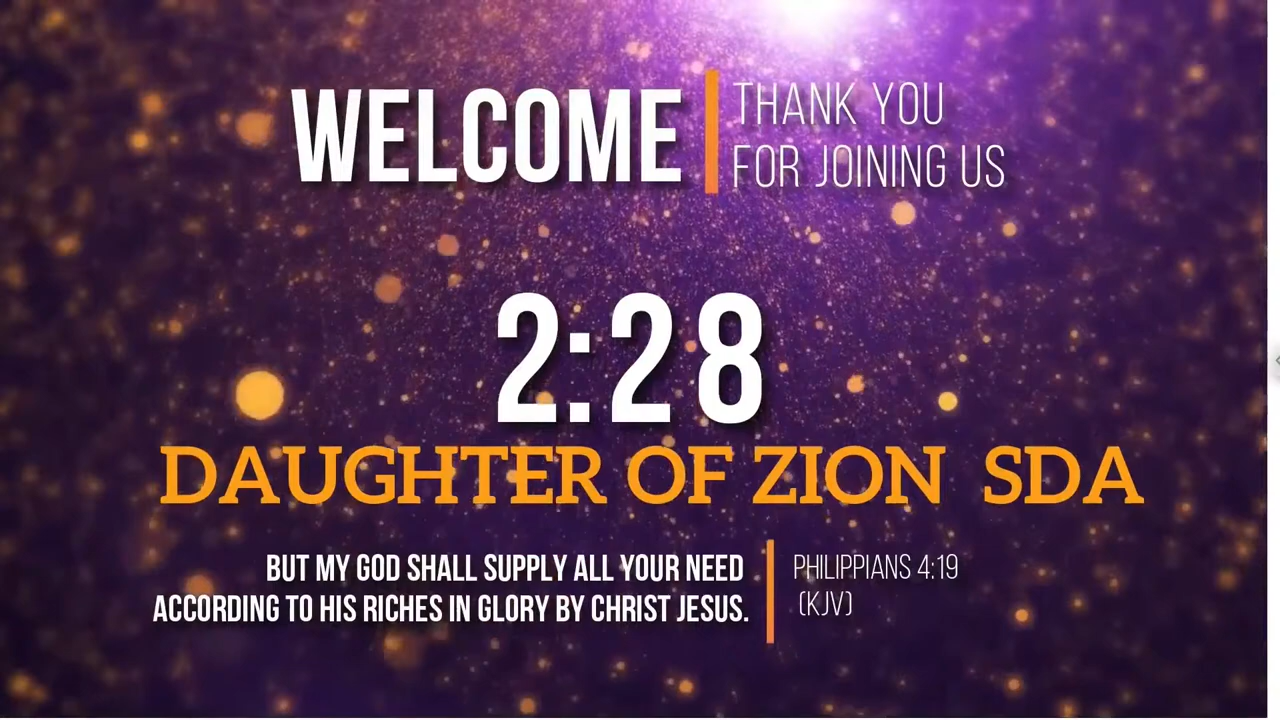 WELCOME
THANK YOU
FOR JOINING US
2:28
DAUGHTER OF ZION SDA
BUT MY GOD SHALL SUPPLY ALL YOUR NEED
ACCORDING TO HIS RICHES IN GLORY BY CHRIST JESUS.
PHILIPPIANS 4:19
(KJV)